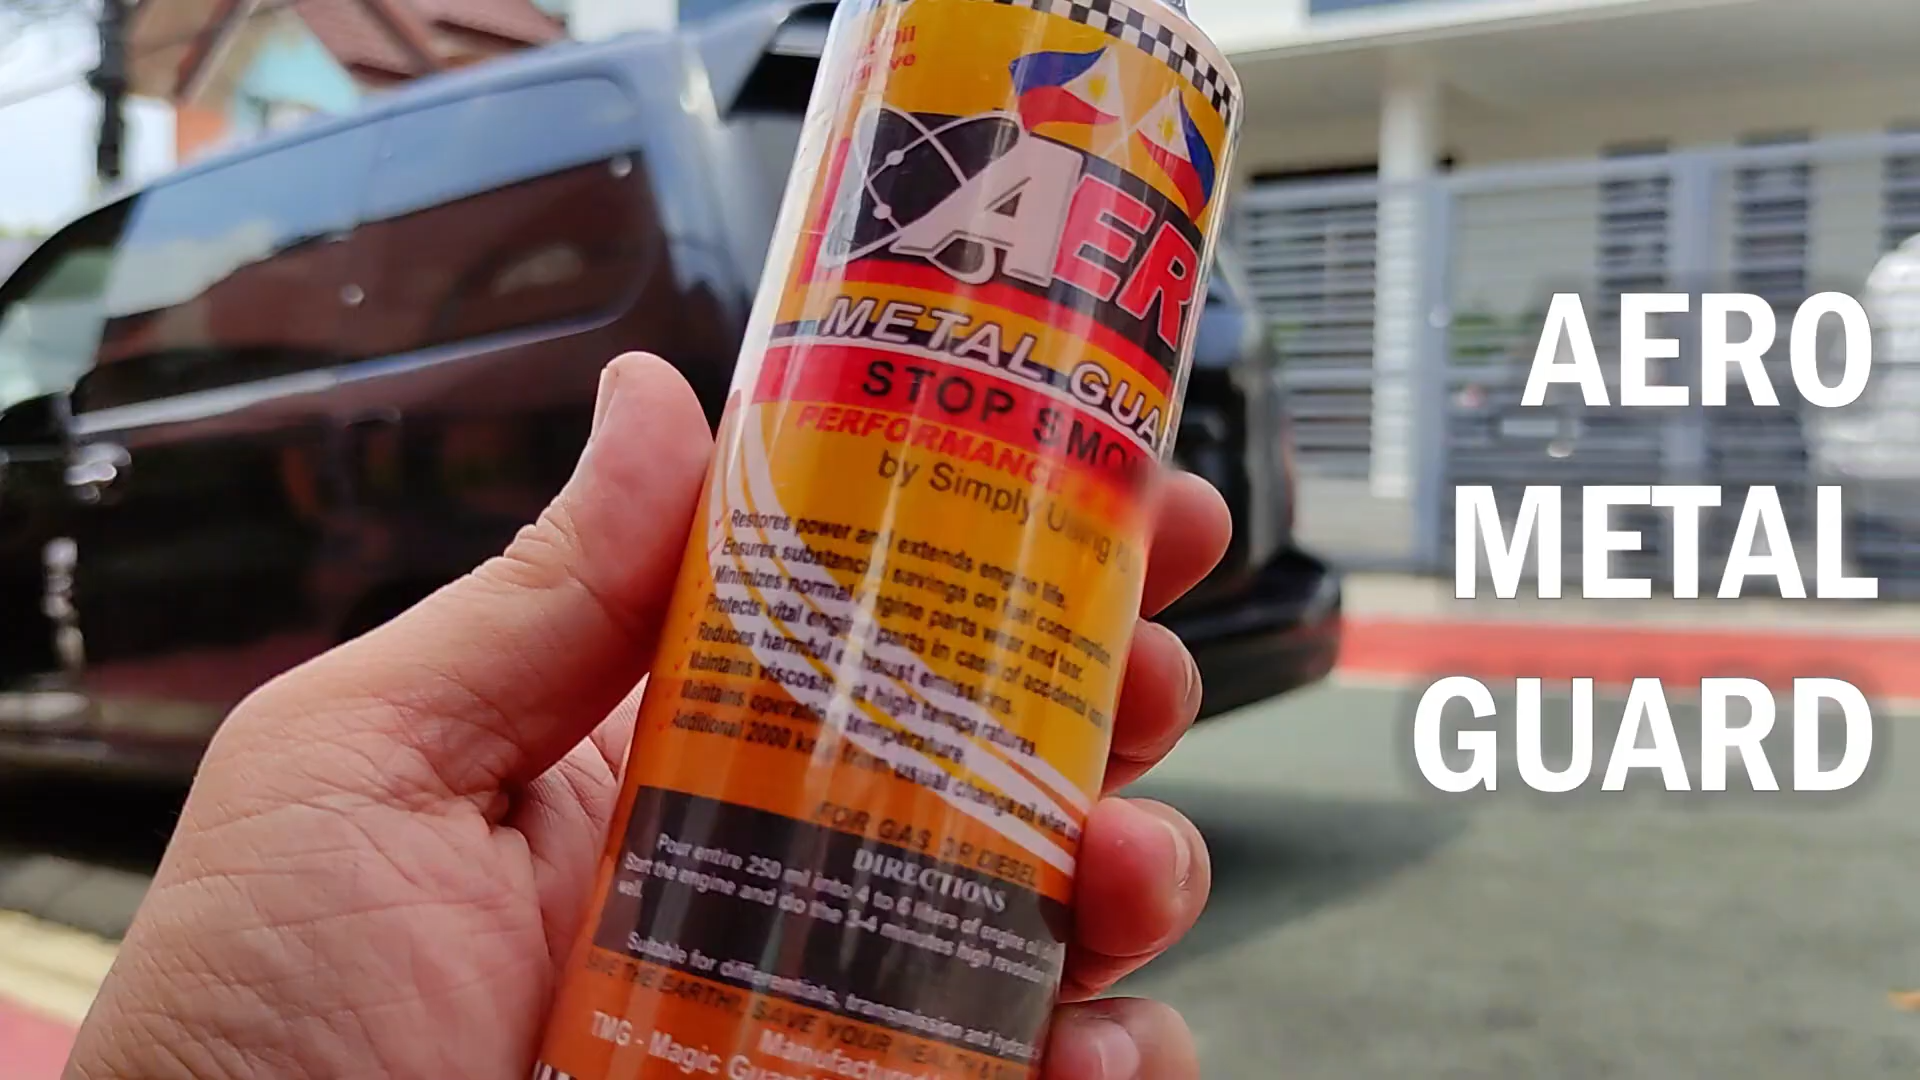 AER
METAL GUA
STOP SMO
PERFORMANCE
by Simply Using
Restores power and extends engine life.
Ensures substancial savings on fuel consumption.
Minimizes normal engine parts wear and tear.
Protects vital engine parts in case of accidental
Reduces harmful exhaust emissions.
Maintains viscosity at high temperatures.
Maintains operating temperature.
Additional 2000 km from usual change oil when
FOR GAS OR DIESEL
DIRECTIONS
Pour entire 250 ml into 4 to 6 liters of engine oil
Start the engine and do the 3-4 minutes high revolution
well.
Suitable for differentials, transmission and
SAVE THE EARTH!, SAVE YOUR HEALTH &
Manufactured
TMG - Magic
AERO
METAL
GUARD